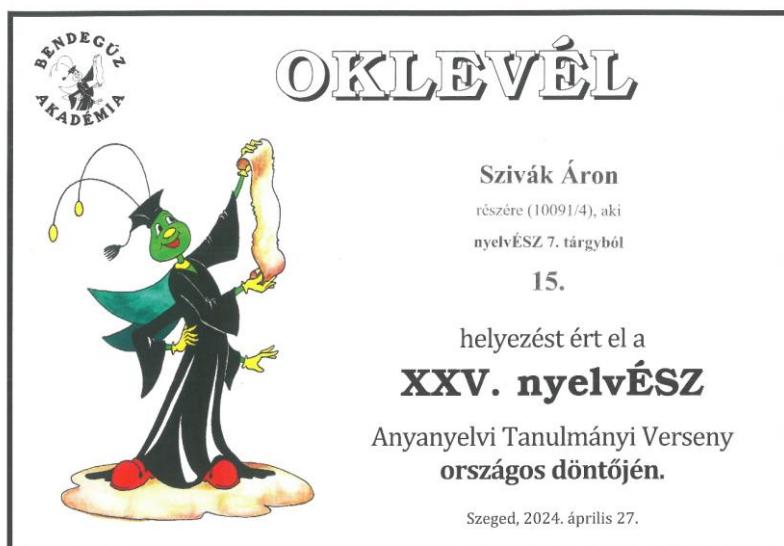 BENDEGÚZ
AKADÉMIA
OKLEVÉL
Szivák Áron
részére (10091/4), aki
nyelvÉSZ 7. tárgyból
15.
helyezést ért el a
XXV. nyelvÉSZ
Anyanyelvi Tanulmányi Verseny
országos döntőjén.
Szeged, 2024. április 27.